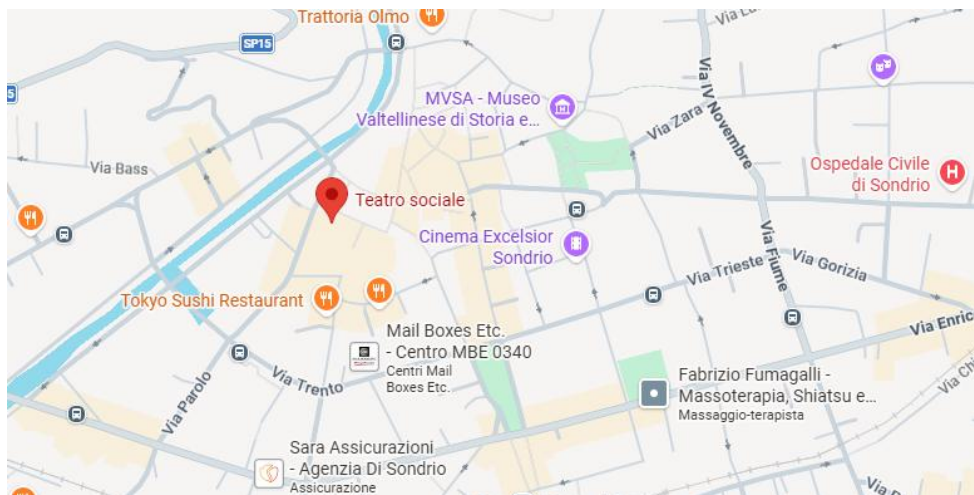 Trattoria Olmo
SP15
5
MVSA - Museo
Valtellinese di Storia e...
Via Zara
Via IV Novembre
Via Bass
Ospedale Civile
di Sondrio
Teatro sociale
Cinema Excelsior
Sondrio
Via Fiume
Via Trieste
Via Gorizia
Tokyo Sushi Restaurant
Mail Boxes Etc.
- Centro MBE 0340
Centri Mail
Boxes Etc.
Via Enric
Via Trento
Via Parolo
Fabrizio Fumagalli -
Massoterapia, Shiatsu e...
Massaggio-terapista
Sara Assicurazioni
- Agenzia Di Sondrio
Assicurazione
H